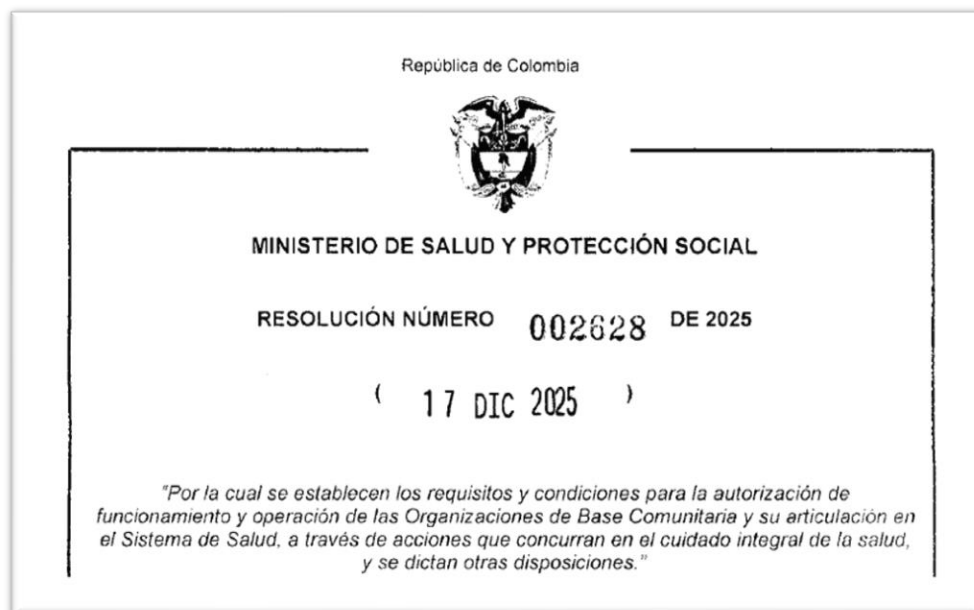 República de Colombia
MINISTERIO DE SALUD Y PROTECCIÓN SOCIAL
RESOLUCIÓN NÚMERO 002628 DE 2025
( 17 DIC 2025 )
"Por la cual se establecen los requisitos y condiciones para la autorización de
funcionamiento y operación de las Organizaciones de Base Comunitaria y su articulación en
el Sistema de Salud, a través de acciones que concurran en el cuidado integral de la salud,
y se dictan otras disposiciones."